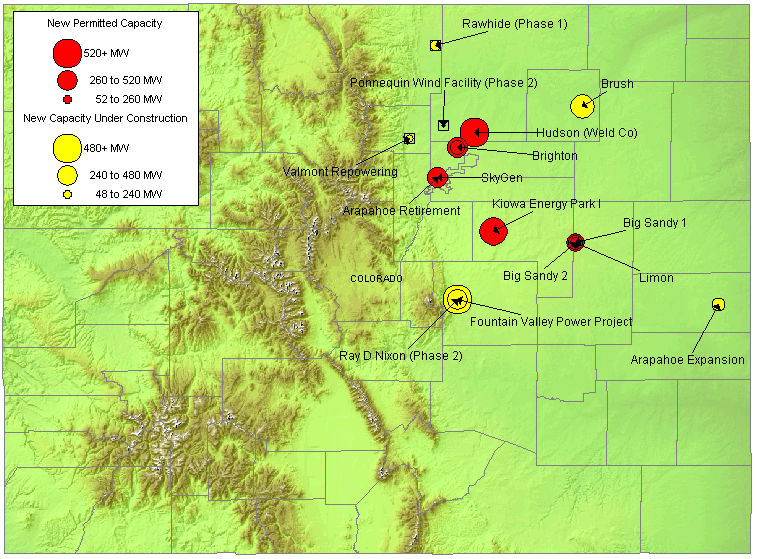 New Permitted Capacity
520+ MW
260 to 520 MW
52 to 260 MW
New Capacity Under Construction
480+ MW
240 to 480 MW
48 to 240 MW
Rawhide (Phase 1)
Ponnequin Wind Facility (Phase 2)
Brush
Hudson (Weld Co)
Brighton
Valmont Repowering
SkyGen
Arapahoe Retirement
Kiowa Energy Park I
Big Sandy 1
Big Sandy 2
Limon
COLORADO
Fountain Valley Power Project
Ray D Nixon (Phase 2)
Arapahoe Expansion